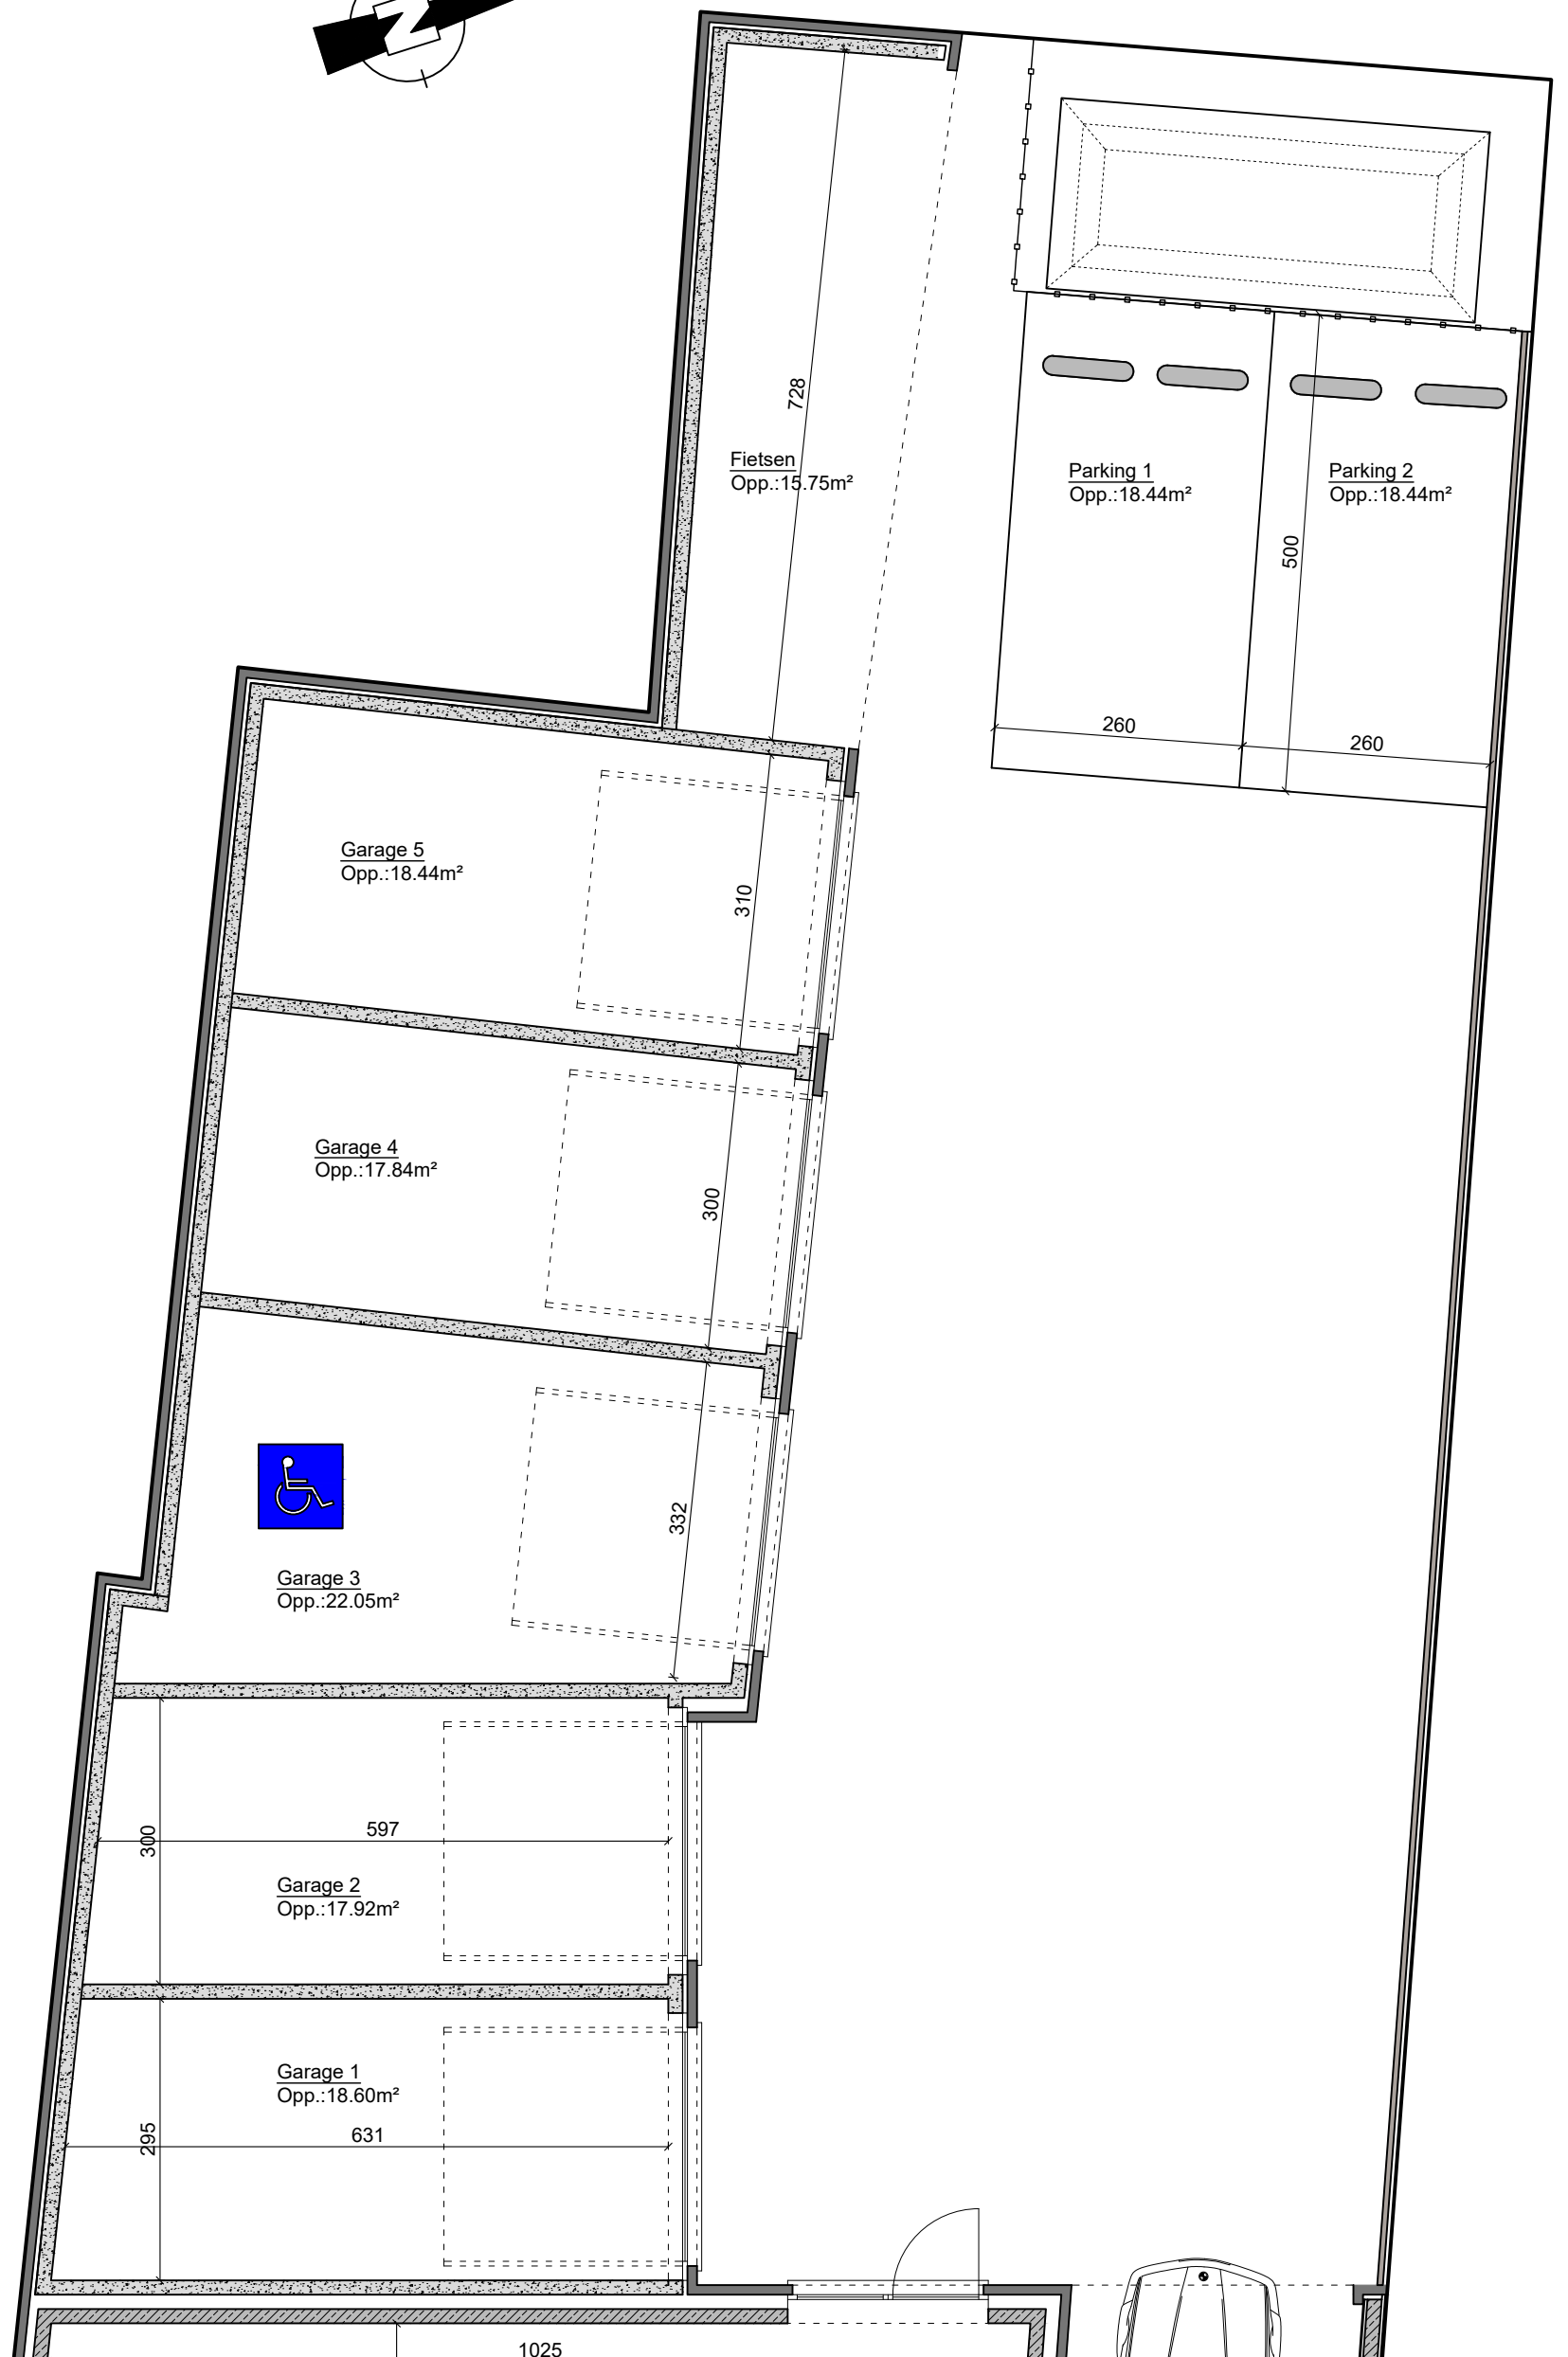 N
728
Fietsen
Opp.:15.75m²
Parking 1
Opp.:18.44m²
Parking 2
Opp.:18.44m²
500
260
260
Garage 5
Opp.:18.44m²
310
Garage 4
Opp.:17.84m²
300
332
Garage 3
Opp.:22.05m²
597
300
Garage 2
Opp.:17.92m²
Garage 1
Opp.:18.60m²
631
295
1025